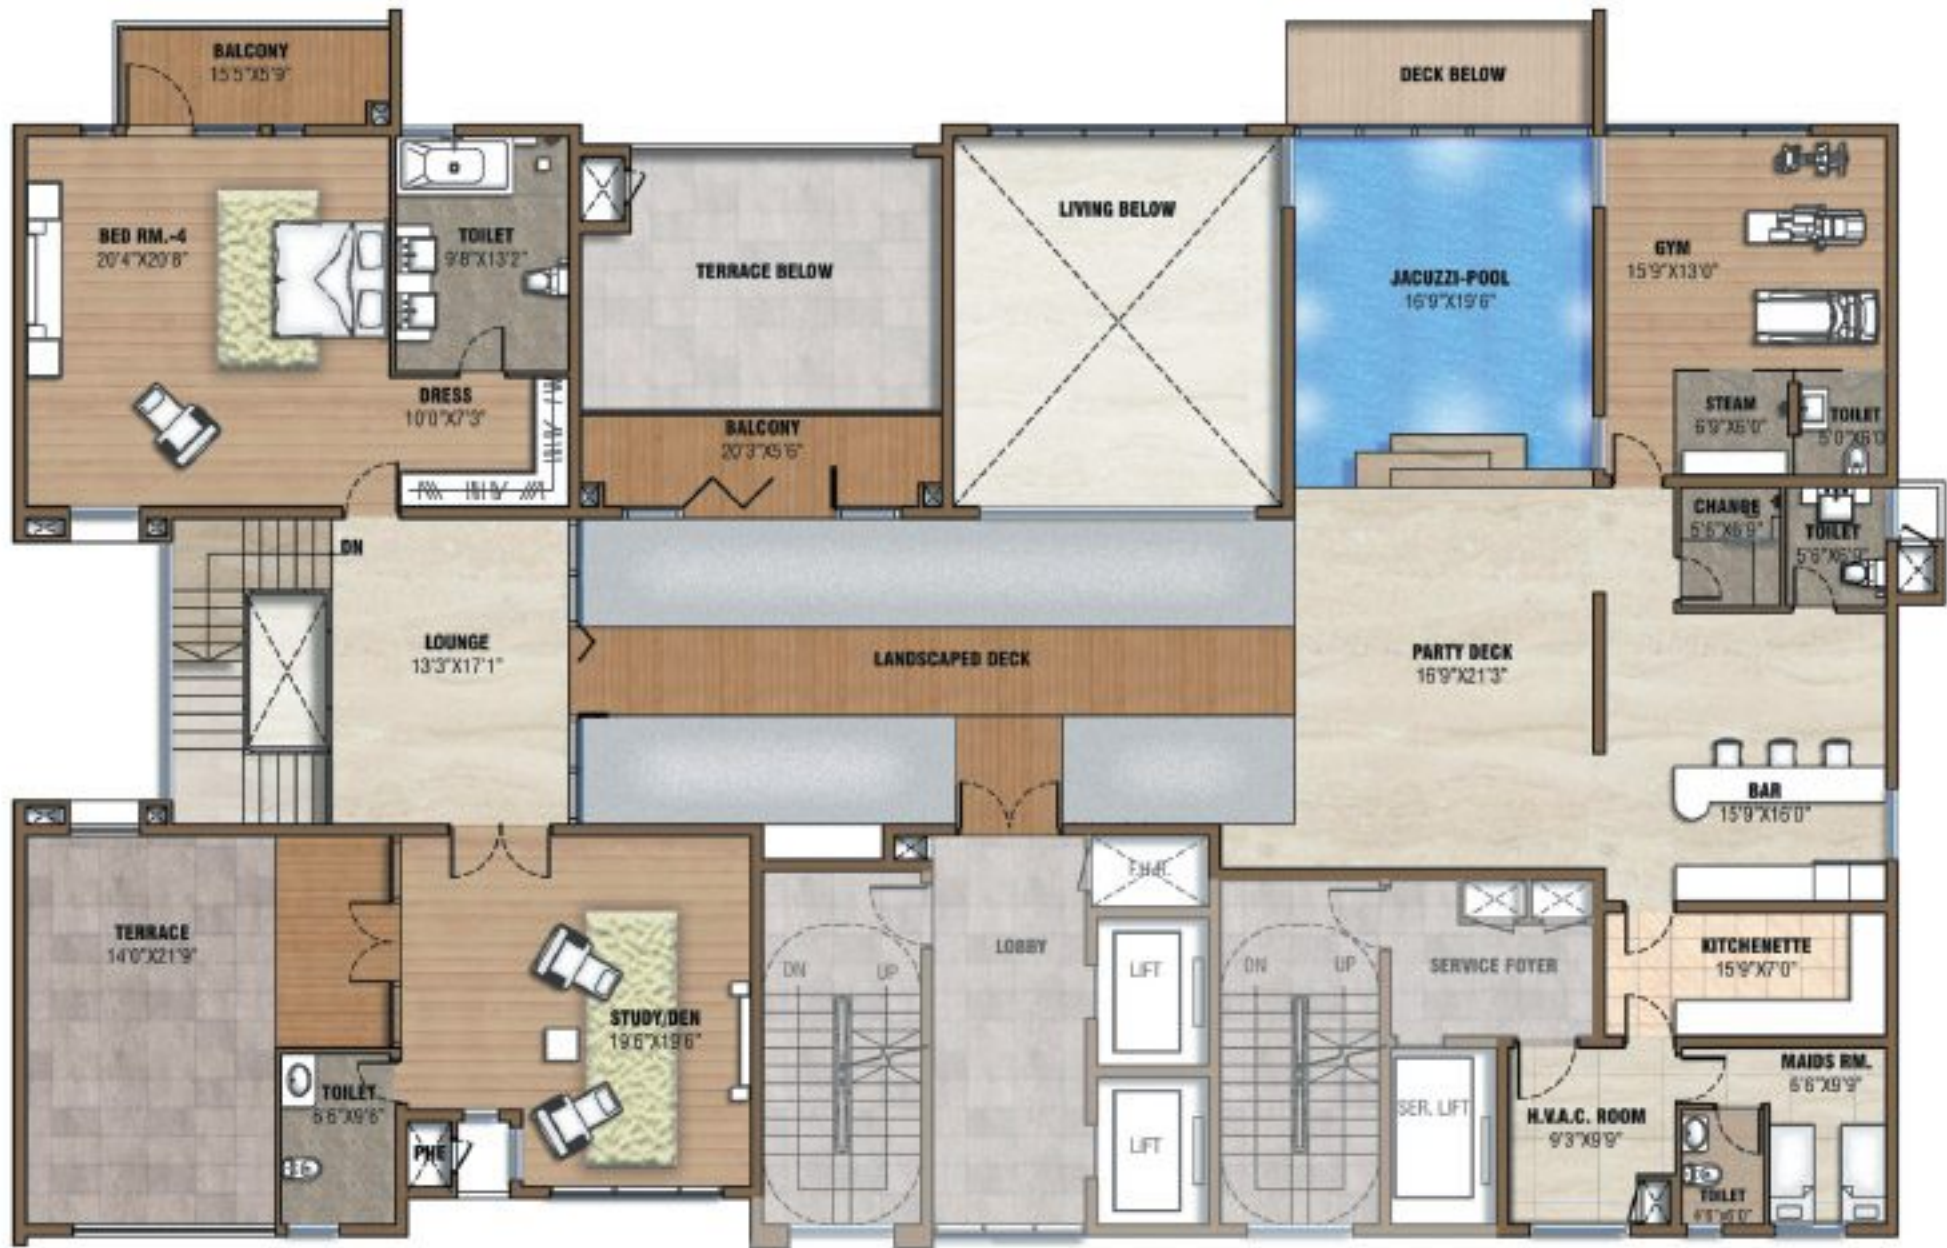 BALCONY
15'5"X5'9"
DECK BELOW
BED RM.-4
20'4"X20'8"
TOILET
9'8"X13'2"
TERRACE BELOW
LIVING BELOW
JACUZZI-POOL
16'9"X19'6"
GYM
15'9"X13'0"
DRESS
10'0"X7'3"
BALCONY
20'3"X5'6"
STEAM
6'9"X6'0"
TOILET
5'0"X6'0
CHANGE
5'6"X6'9"
TOILET
5'6"X6'9"
DN
LOUNGE
13'3"X17'1"
LANDSCAPED DECK
PARTY DECK
16'9"X21'3"
BAR
15'9"X16'0"
F.H.R.
TERRACE
14'0"X21'9"
LOBBY
LIFT
DN
UP
DN
UP
SERVICE FOYER
KITCHENETTE
15'9"X7'0"
STUDY/DEN
19'6"X19'6"
TOILET
6'6"X9'6"
PHE
LIFT
SER. LIFT
H.V.A.C. ROOM
9'3"X9'9"
MAIDS RM.
6'6"X9'9"
TOILET